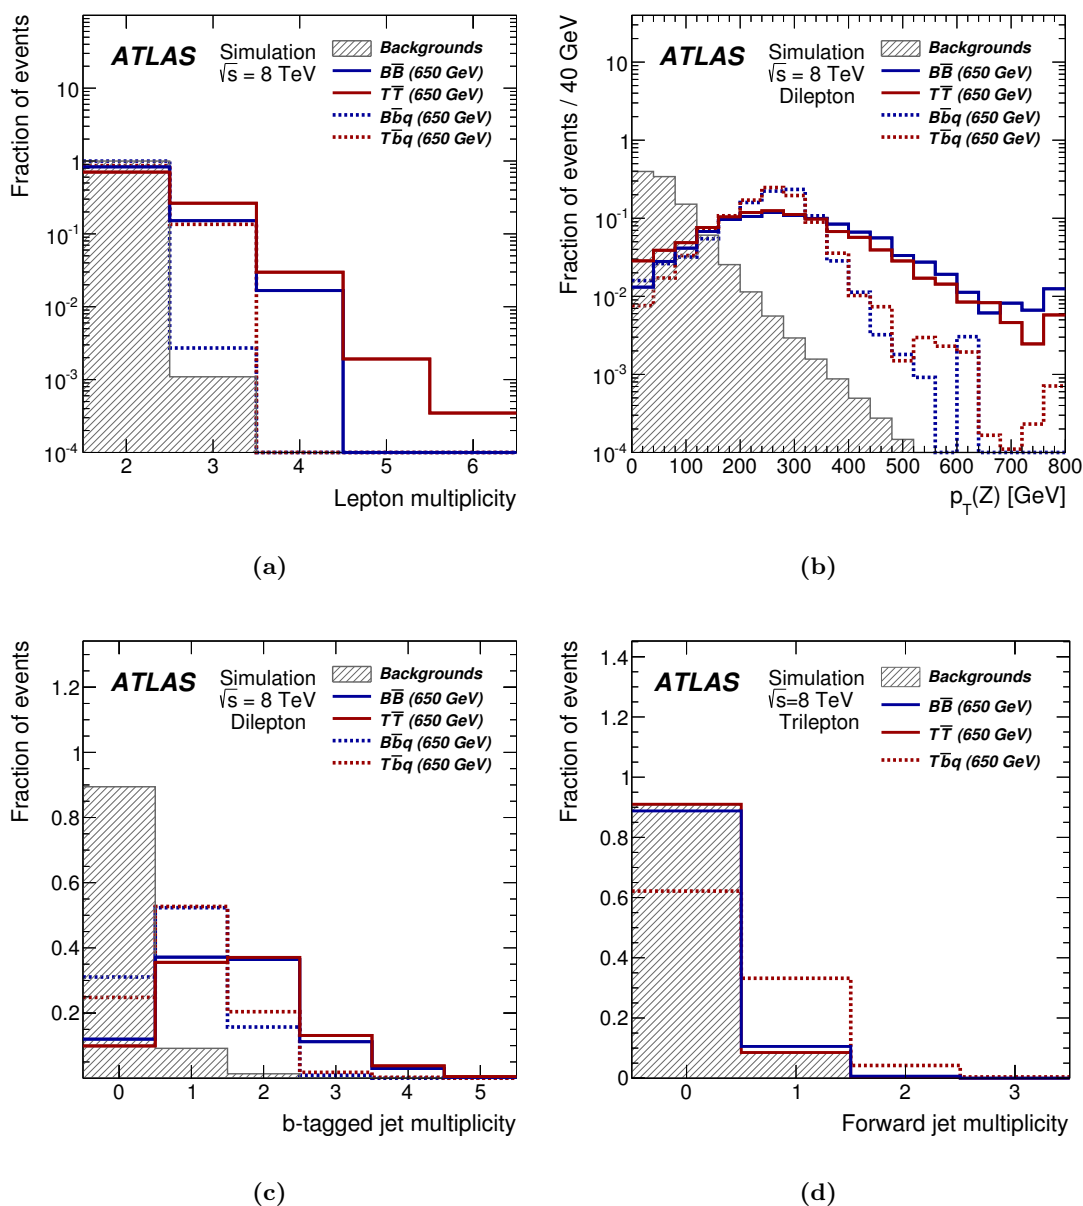 Fraction of events
ATLAS Simulation
√s = 8 TeV
Backgrounds
BB̅ (650 GeV)
TT̅ (650 GeV)
Bb̅q (650 GeV)
Tb̅q (650 GeV)
10
1
10⁻¹
10⁻²
10⁻³
10⁻⁴
2 3 4 5 6
Lepton multiplicity
(a)
Fraction of events / 40 GeV
ATLAS Simulation
√s = 8 TeV
Dilepton
Backgrounds
BB̅ (650 GeV)
TT̅ (650 GeV)
Bb̅q (650 GeV)
Tb̅q (650 GeV)
10
1
10⁻¹
10⁻²
10⁻³
10⁻⁴
0 100 200 300 400 500 600 700 800
p_T(Z) [GeV]
(b)
Fraction of events
ATLAS Simulation
√s = 8 TeV
Dilepton
Backgrounds
BB̅ (650 GeV)
TT̅ (650 GeV)
Bb̅q (650 GeV)
Tb̅q (650 GeV)
1.2
1
0.8
0.6
0.4
0.2
0 1 2 3 4 5
b-tagged jet multiplicity
(c)
Fraction of events
ATLAS Simulation
√s=8 TeV
Trilepton
Backgrounds
BB̅ (650 GeV)
TT̅ (650 GeV)
Tb̅q (650 GeV)
1.4
1.2
1
0.8
0.6
0.4
0.2
0
0 1 2 3
Forward jet multiplicity
(d)